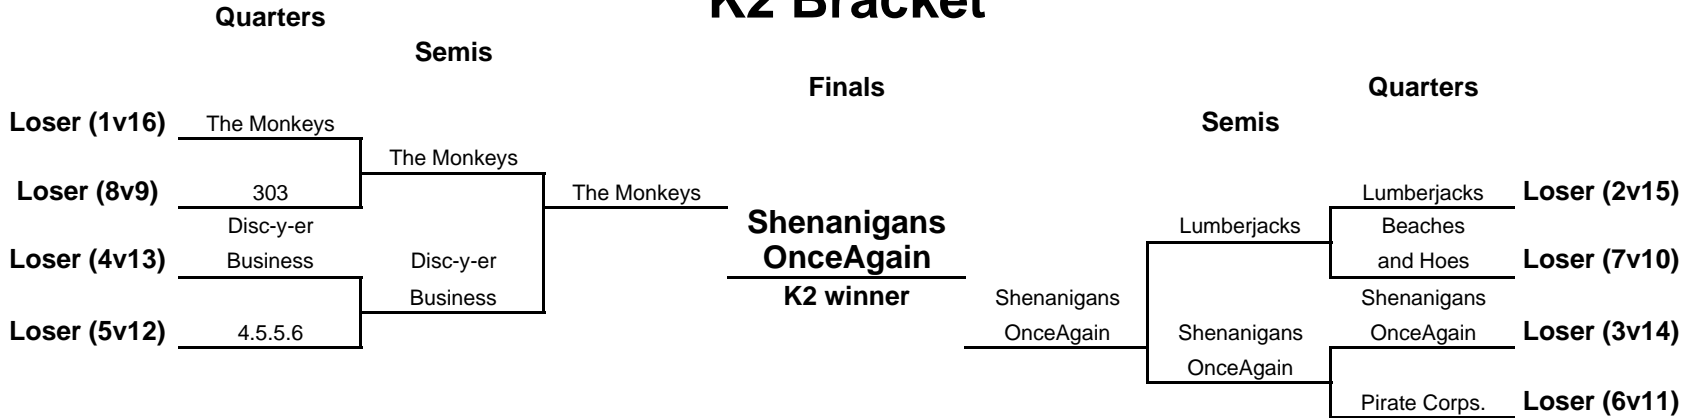 K2 Bracket
Quarters
Semis
Finals
Quarters
Loser (1v16) The Monkeys
Semis
The Monkeys
Loser (8v9) 303
The Monkeys
Lumberjacks Loser (2v15)
Disc-y-er
Shenanigans
Lumberjacks
Beaches
Loser (4v13) Business
Disc-y-er
OnceAgain
and Hoes Loser (7v10)
Business
K2 winner
Shenanigans
Shenanigans
Loser (5v12) 4.5.5.6
OnceAgain
Shenanigans
OnceAgain Loser (3v14)
OnceAgain
Pirate Corps. Loser (6v11)